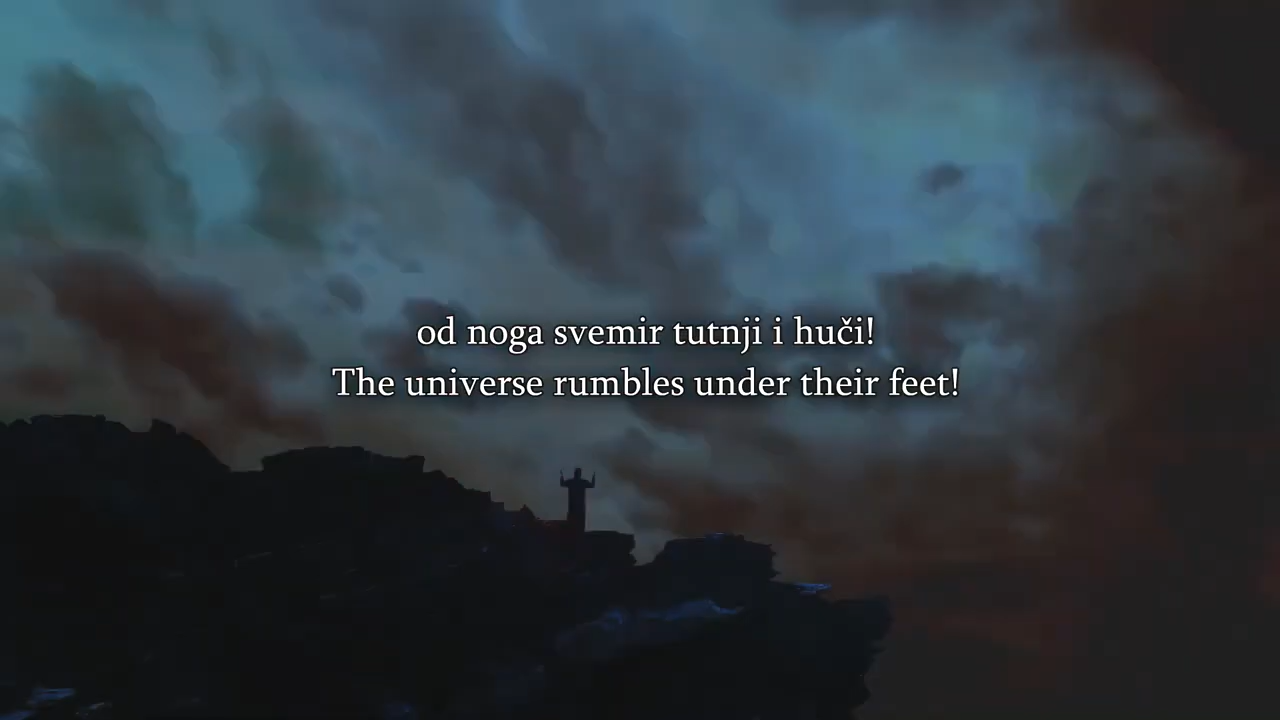 od noga svemir tutnji i huči!
The universe rumbles under their feet!